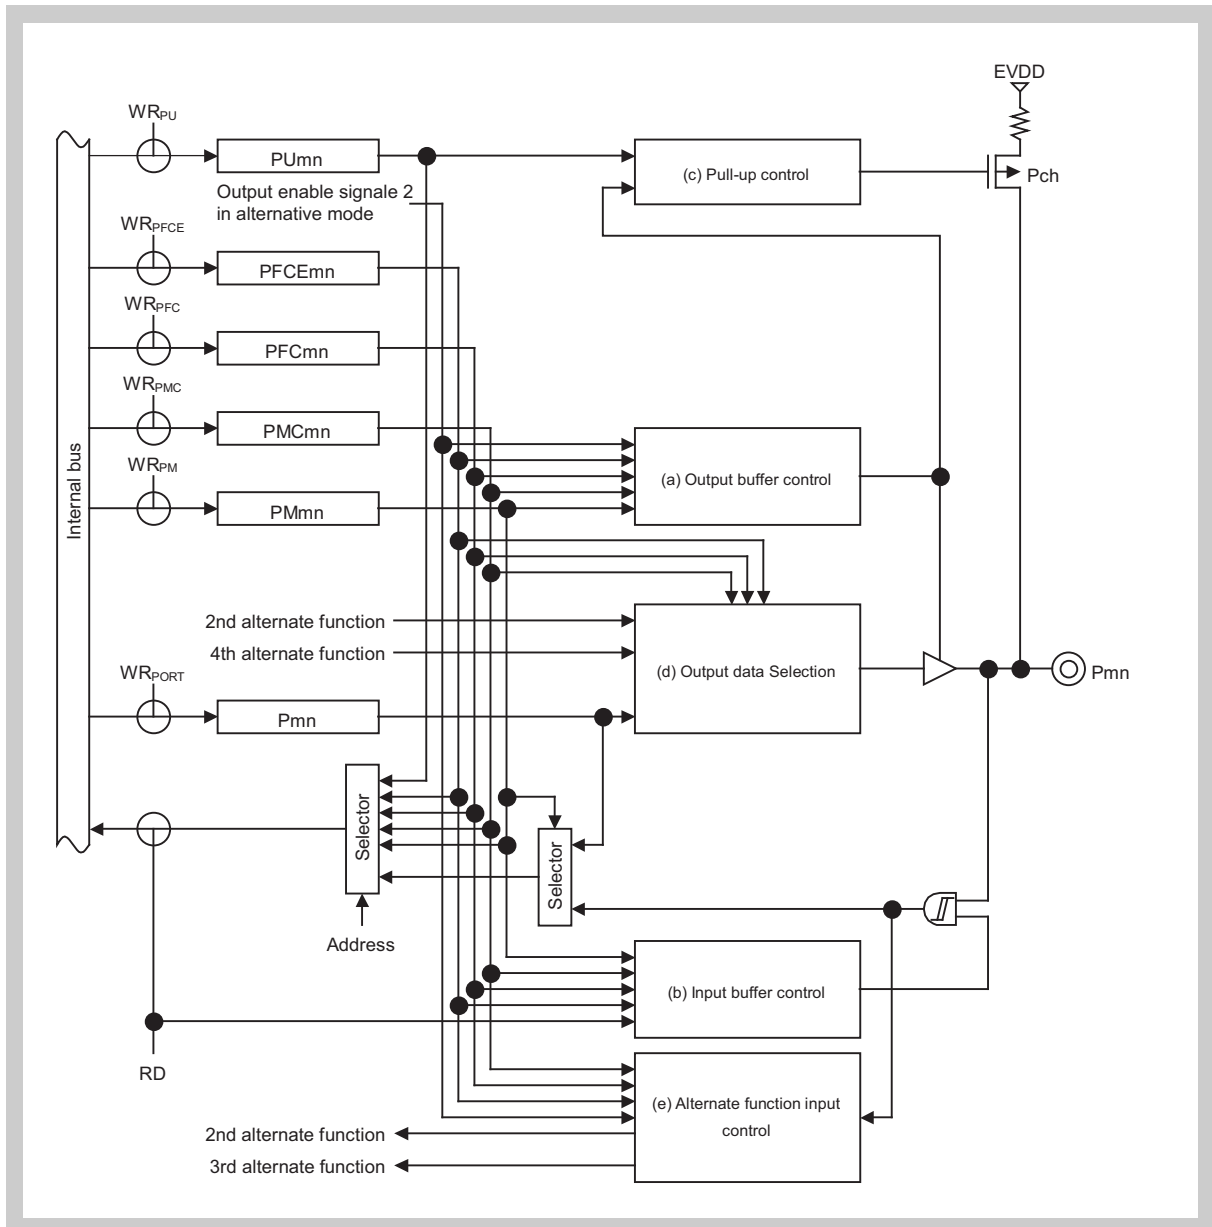 EVDD
WRPU
PUmn
(c) Pull-up control
Pch
Output enable signale 2
in alternative mode
WRPFCE
PFCEmn
WRPFC
PFCmn
WRPMC
PMCmn
(a) Output buffer control
WRPM
PMmn
Internal bus
2nd alternate function
4th alternate function
(d) Output data Selection
Pmn
WRPORT
Pmn
Selector
Selector
Address
(b) Input buffer control
RD
(e) Alternate function input
control
2nd alternate function
3rd alternate function